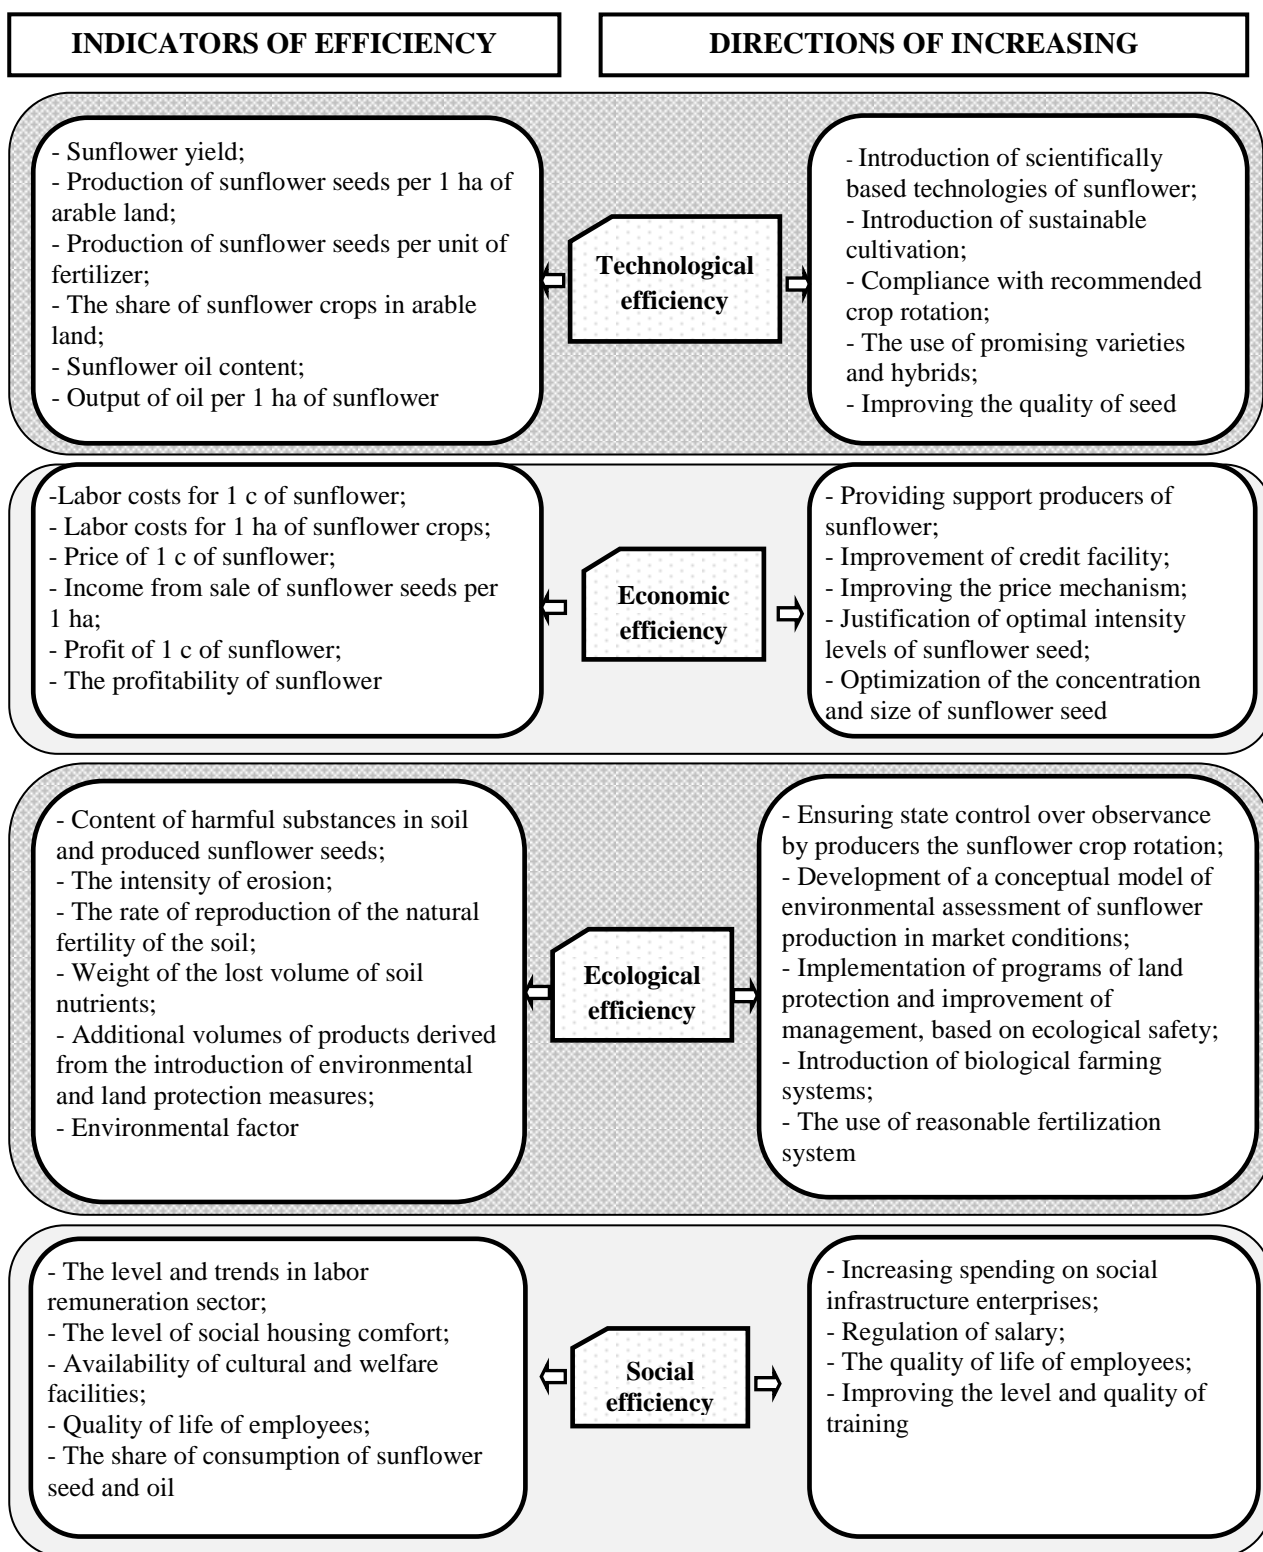 INDICATORS OF EFFICIENCY
DIRECTIONS OF INCREASING
- Sunflower yield;
- Production of sunflower seeds per 1 ha of
arable land;
- Production of sunflower seeds per unit of
fertilizer;
- The share of sunflower crops in arable
land;
- Sunflower oil content;
- Output of oil per 1 ha of sunflower
Technological
efficiency
- Introduction of scientifically
based technologies of sunflower;
- Introduction of sustainable
cultivation;
- Compliance with recommended
crop rotation;
- The use of promising varieties
and hybrids;
- Improving the quality of seed
-Labor costs for 1 c of sunflower;
- Labor costs for 1 ha of sunflower crops;
- Price of 1 c of sunflower;
- Income from sale of sunflower seeds per
1 ha;
- Profit of 1 c of sunflower;
- The profitability of sunflower
Economic
efficiency
- Providing support producers of
sunflower;
- Improvement of credit facility;
- Improving the price mechanism;
- Justification of optimal intensity
levels of sunflower seed;
- Optimization of the concentration
and size of sunflower seed
- Content of harmful substances in soil
and produced sunflower seeds;
- The intensity of erosion;
- The rate of reproduction of the natural
fertility of the soil;
- Weight of the lost volume of soil
nutrients;
- Additional volumes of products derived
from the introduction of environmental
and land protection measures;
- Environmental factor
Ecological
efficiency
- Ensuring state control over observance
by producers the sunflower crop rotation;
- Development of a conceptual model of
environmental assessment of sunflower
production in market conditions;
- Implementation of programs of land
protection and improvement of
management, based on ecological safety;
- Introduction of biological farming
systems;
- The use of reasonable fertilization
system
- The level and trends in labor
remuneration sector;
- The level of social housing comfort;
- Availability of cultural and welfare
facilities;
- Quality of life of employees;
- The share of consumption of sunflower
seed and oil
Social
efficiency
- Increasing spending on social
infrastructure enterprises;
- Regulation of salary;
- The quality of life of employees;
- Improving the level and quality of
training